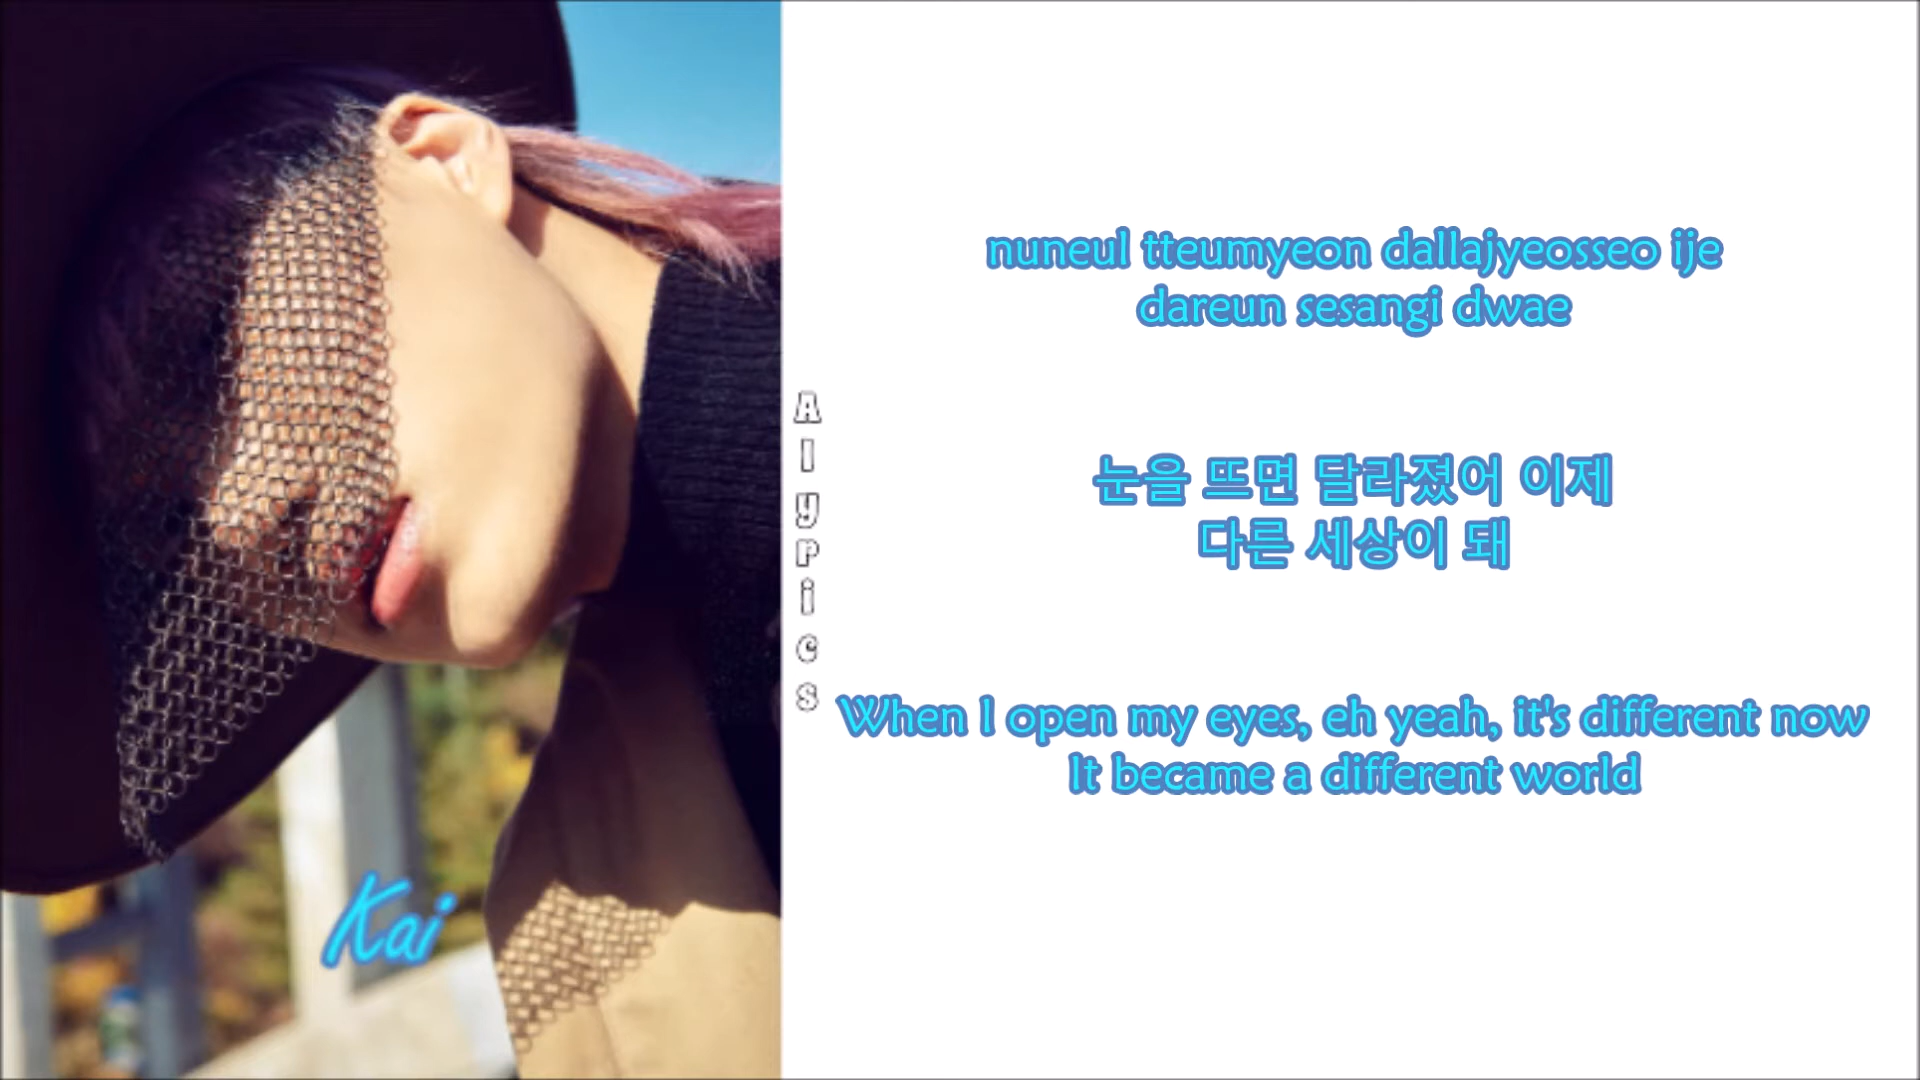 Kai
Alypics
nuneul tteumyeon dallajyeosseo ije
dareun sesangi dwae
눈을 뜨면 달라졌어 이제
다른 세상이 돼
When I open my eyes, eh yeah, it's different now
It became a different world